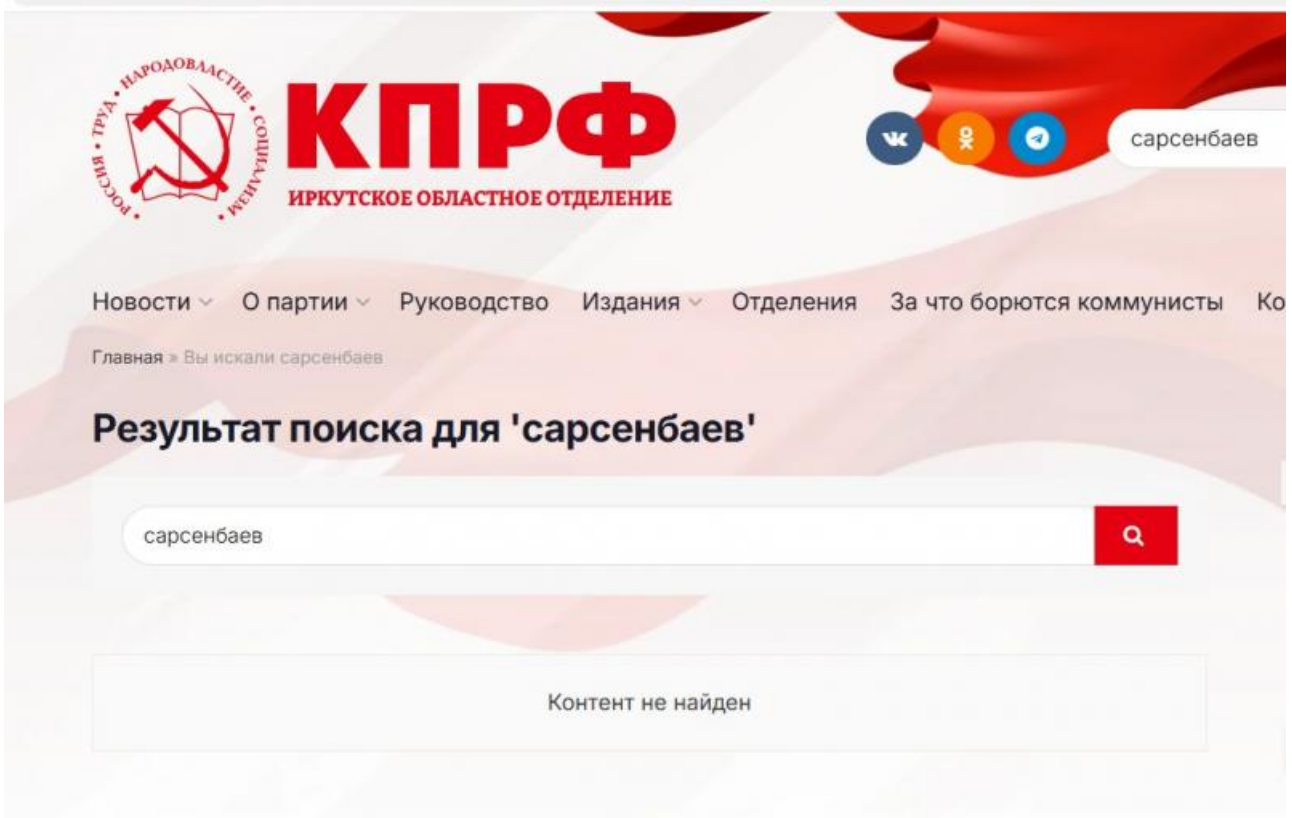 РОССИЯ • ТРУД • НАРОДОВЛАСТИЕ • СОЦИАЛИЗМ
КПРФ
ИРКУТСКОЕ ОБЛАСТНОЕ ОТДЕЛЕНИЕ
сарсенбаев
Новости О партии Руководство Издания Отделения За что борются коммунисты Ко
Главная » Вы искали сарсенбаев
Результат поиска для 'сарсенбаев'
сарсенбаев
Контент не найден